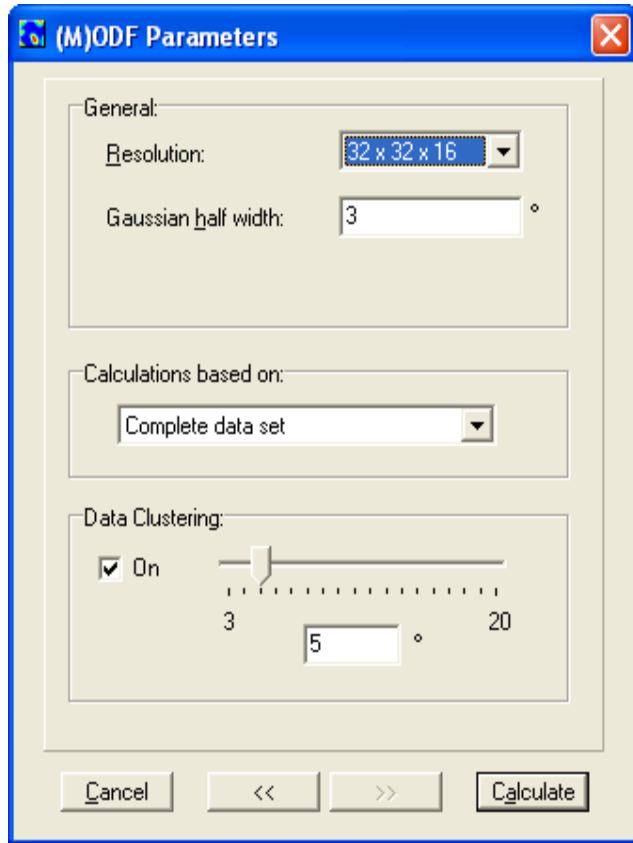 (M)ODF Parameters
General:
Resolution: 32 x 32 x 16
Gaussian half width: 3 °
Calculations based on:
Complete data set
Data Clustering:
On
3 20
5 °
Cancel << >> Calculate